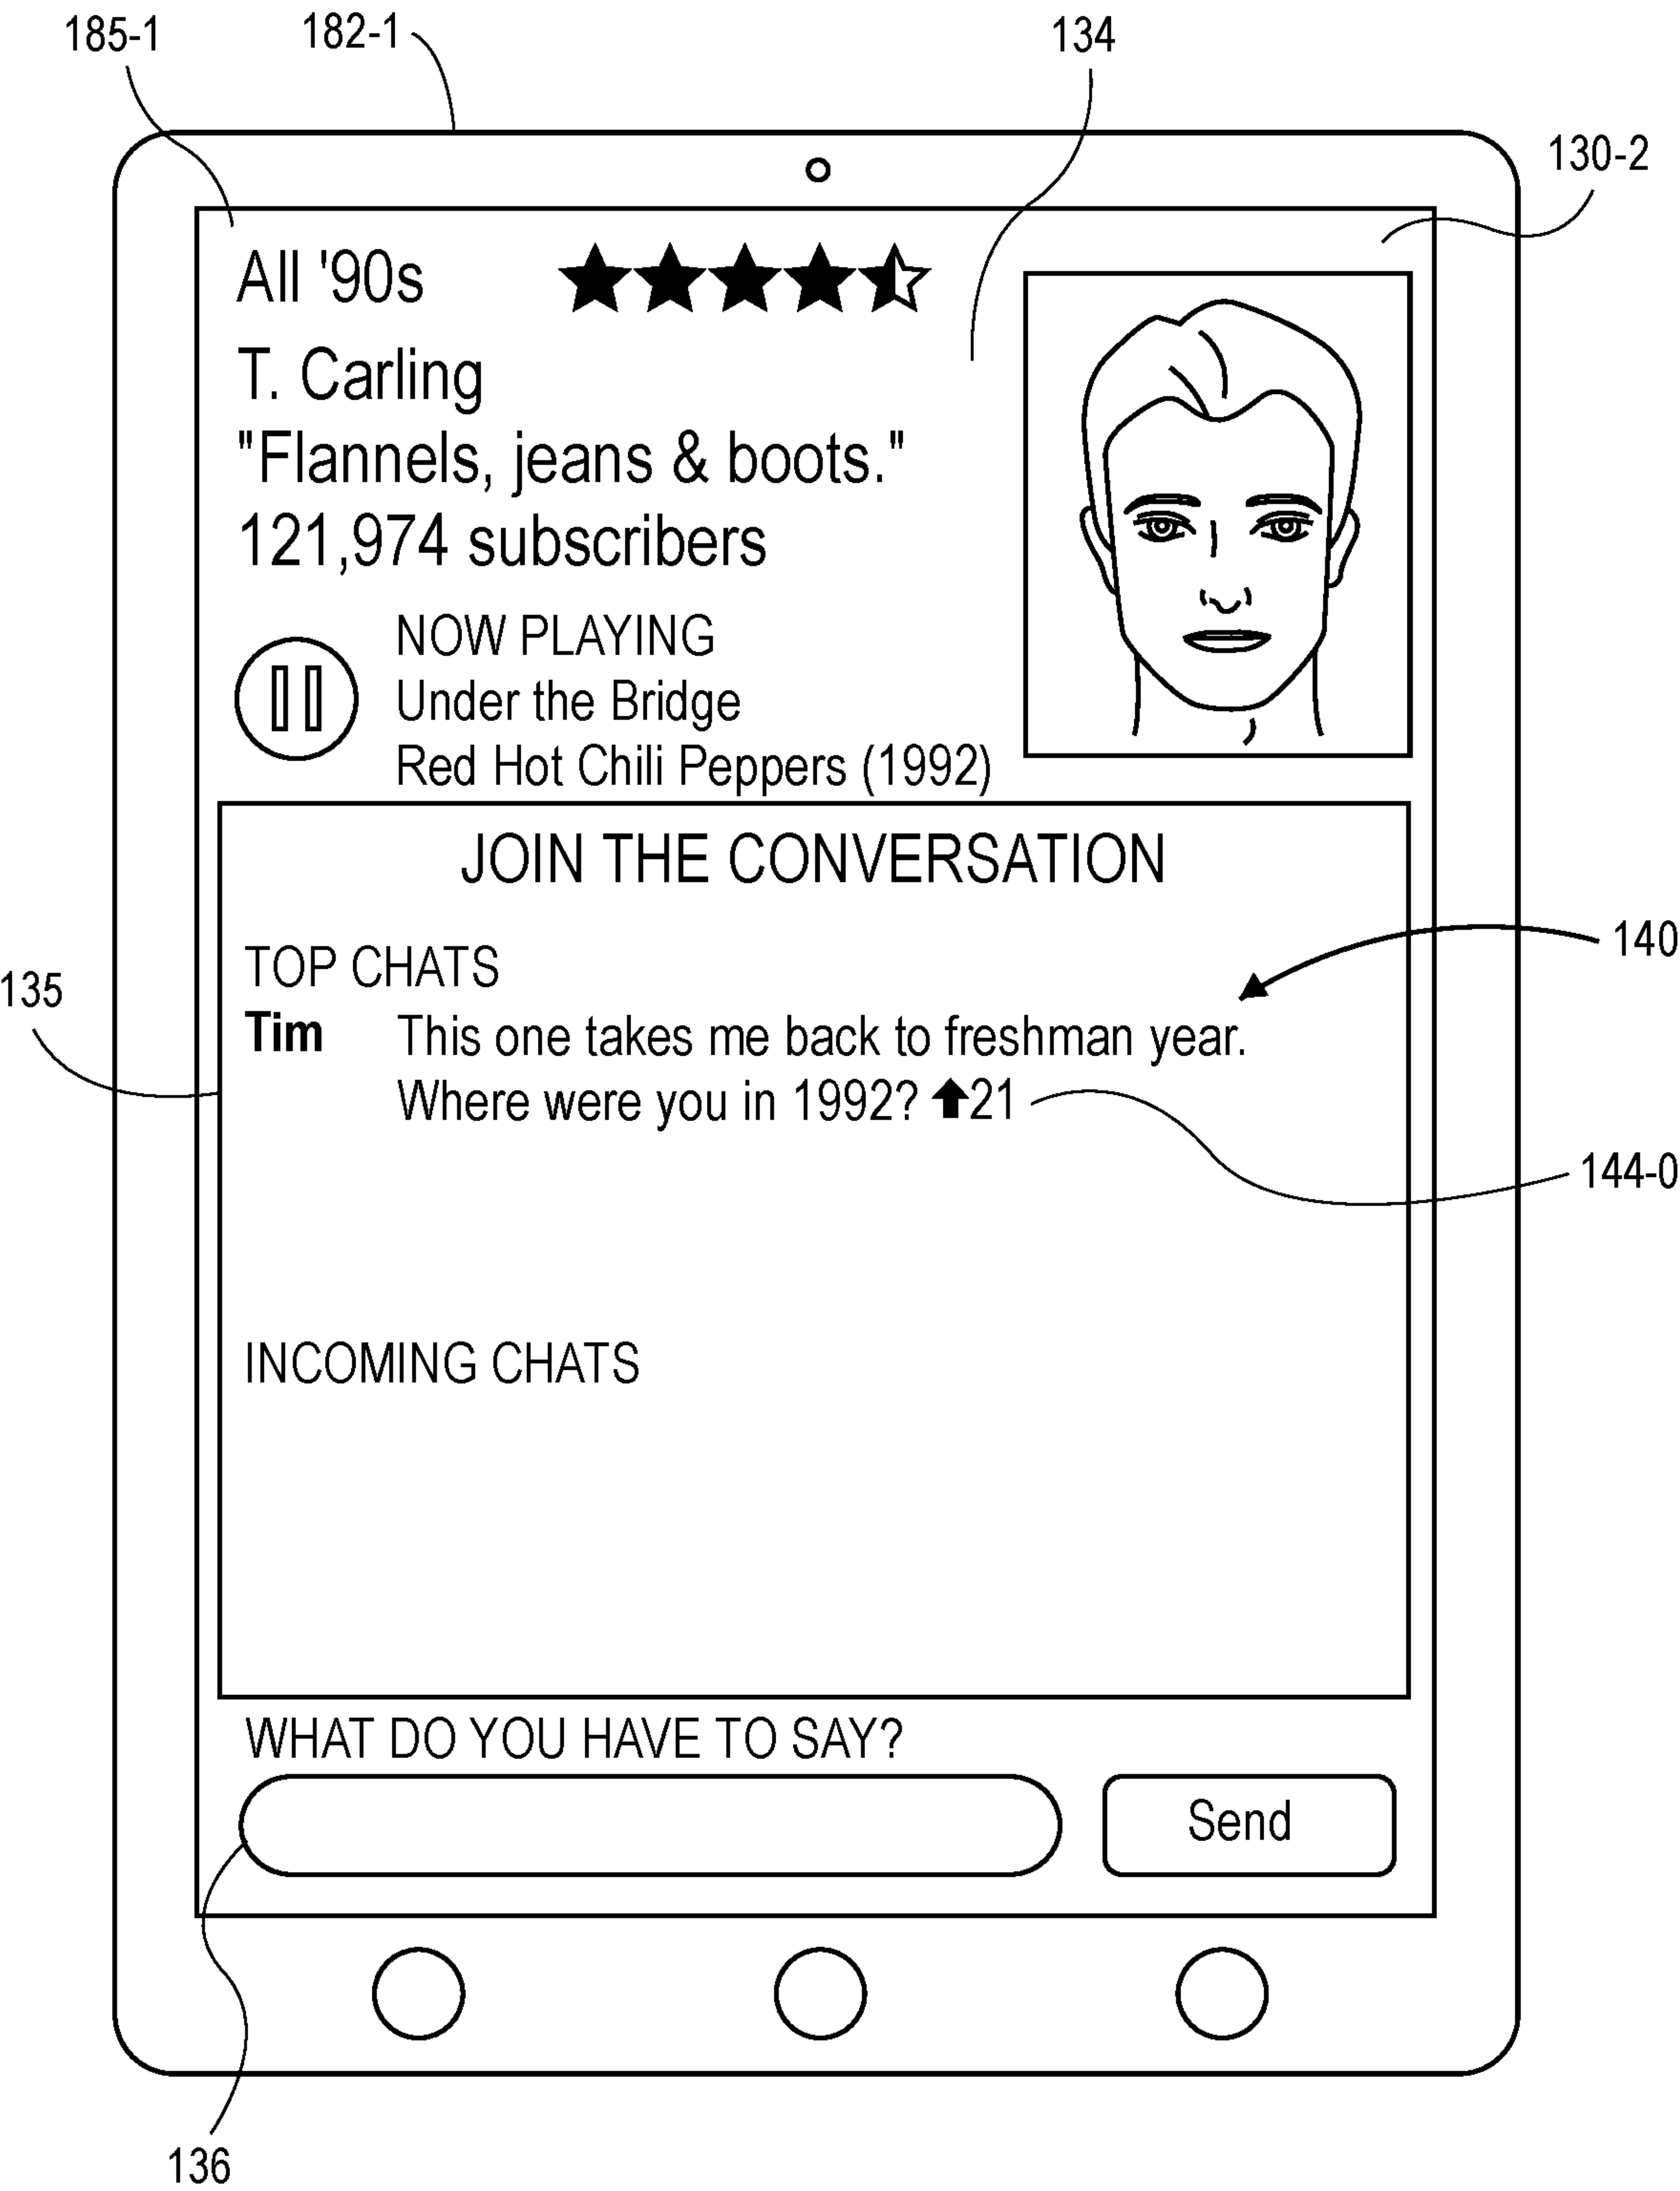 185-1
182-1
134
130-2
All '90s
T. Carling
"Flannels, jeans & boots."
121,974 subscribers
NOW PLAYING
Under the Bridge
Red Hot Chili Peppers (1992)
JOIN THE CONVERSATION
140
TOP CHATS
135
Tim This one takes me back to freshman year.
Where were you in 1992? 21
144-0
INCOMING CHATS
WHAT DO YOU HAVE TO SAY?
Send
136